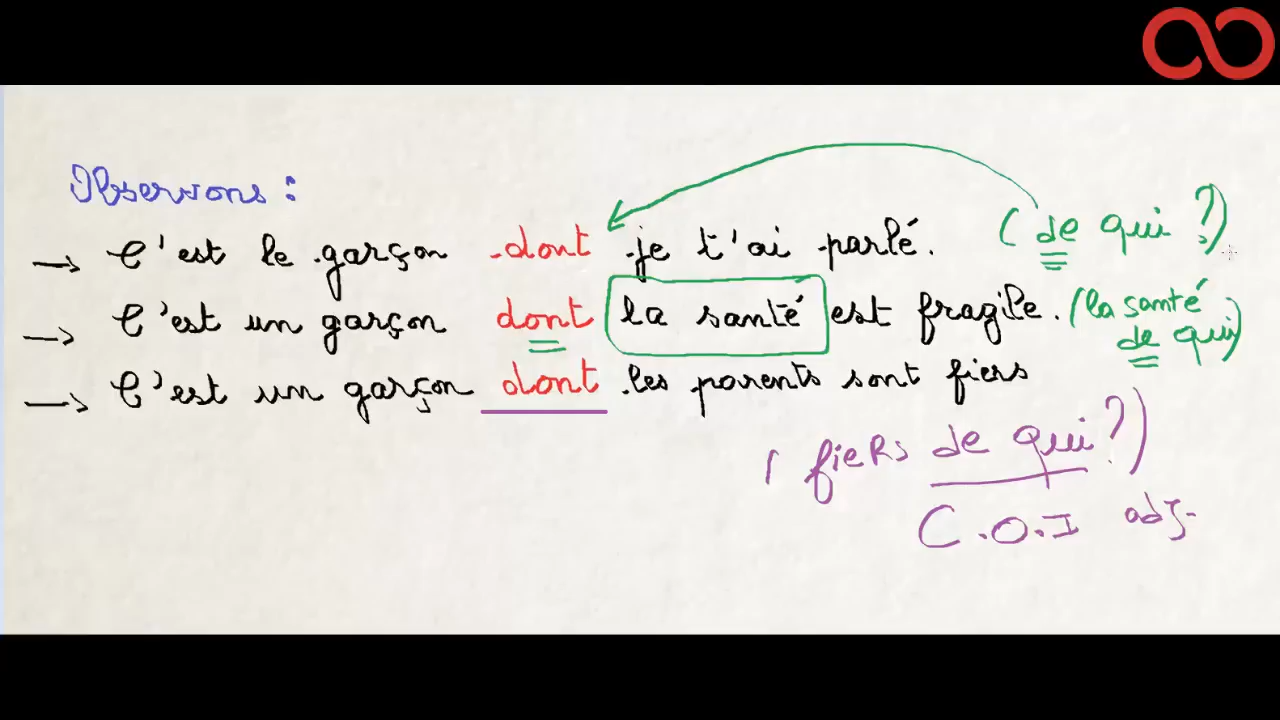 Observons :
→ C'est le garçon dont je t'ai parlé. ( de qui ?)
→ C'est un garçon dont la santé est fragile. (la santé
de qui)
→ C'est un garçon dont les parents sont fiers
( fiers de qui ?)
C.O.I adj.